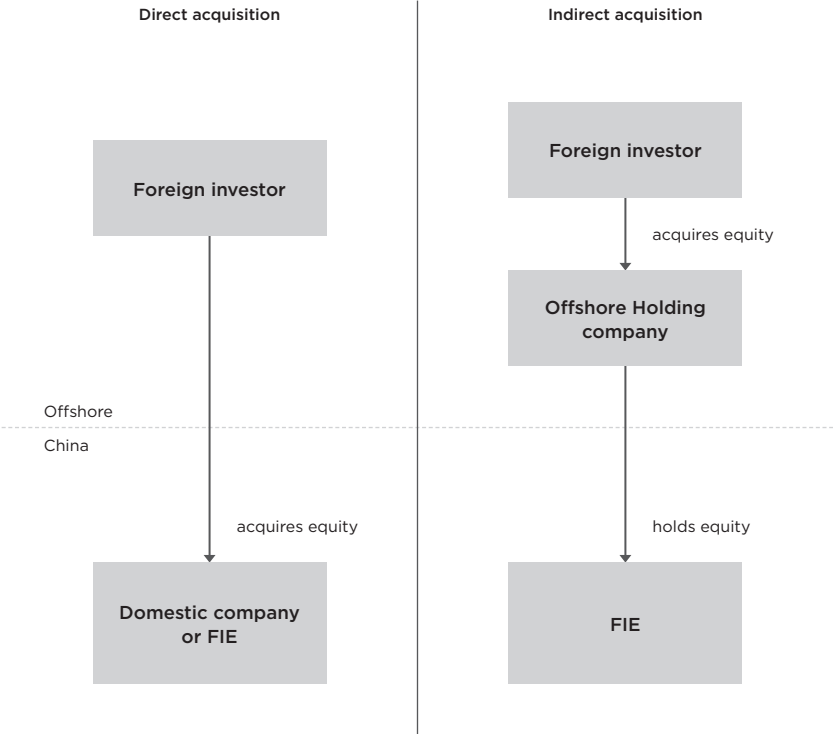 Direct acquisition
Foreign investor
Offshore
China
acquires equity
Domestic company
or FIE
Indirect acquisition
Foreign investor
acquires equity
Offshore Holding
company
holds equity
FIE